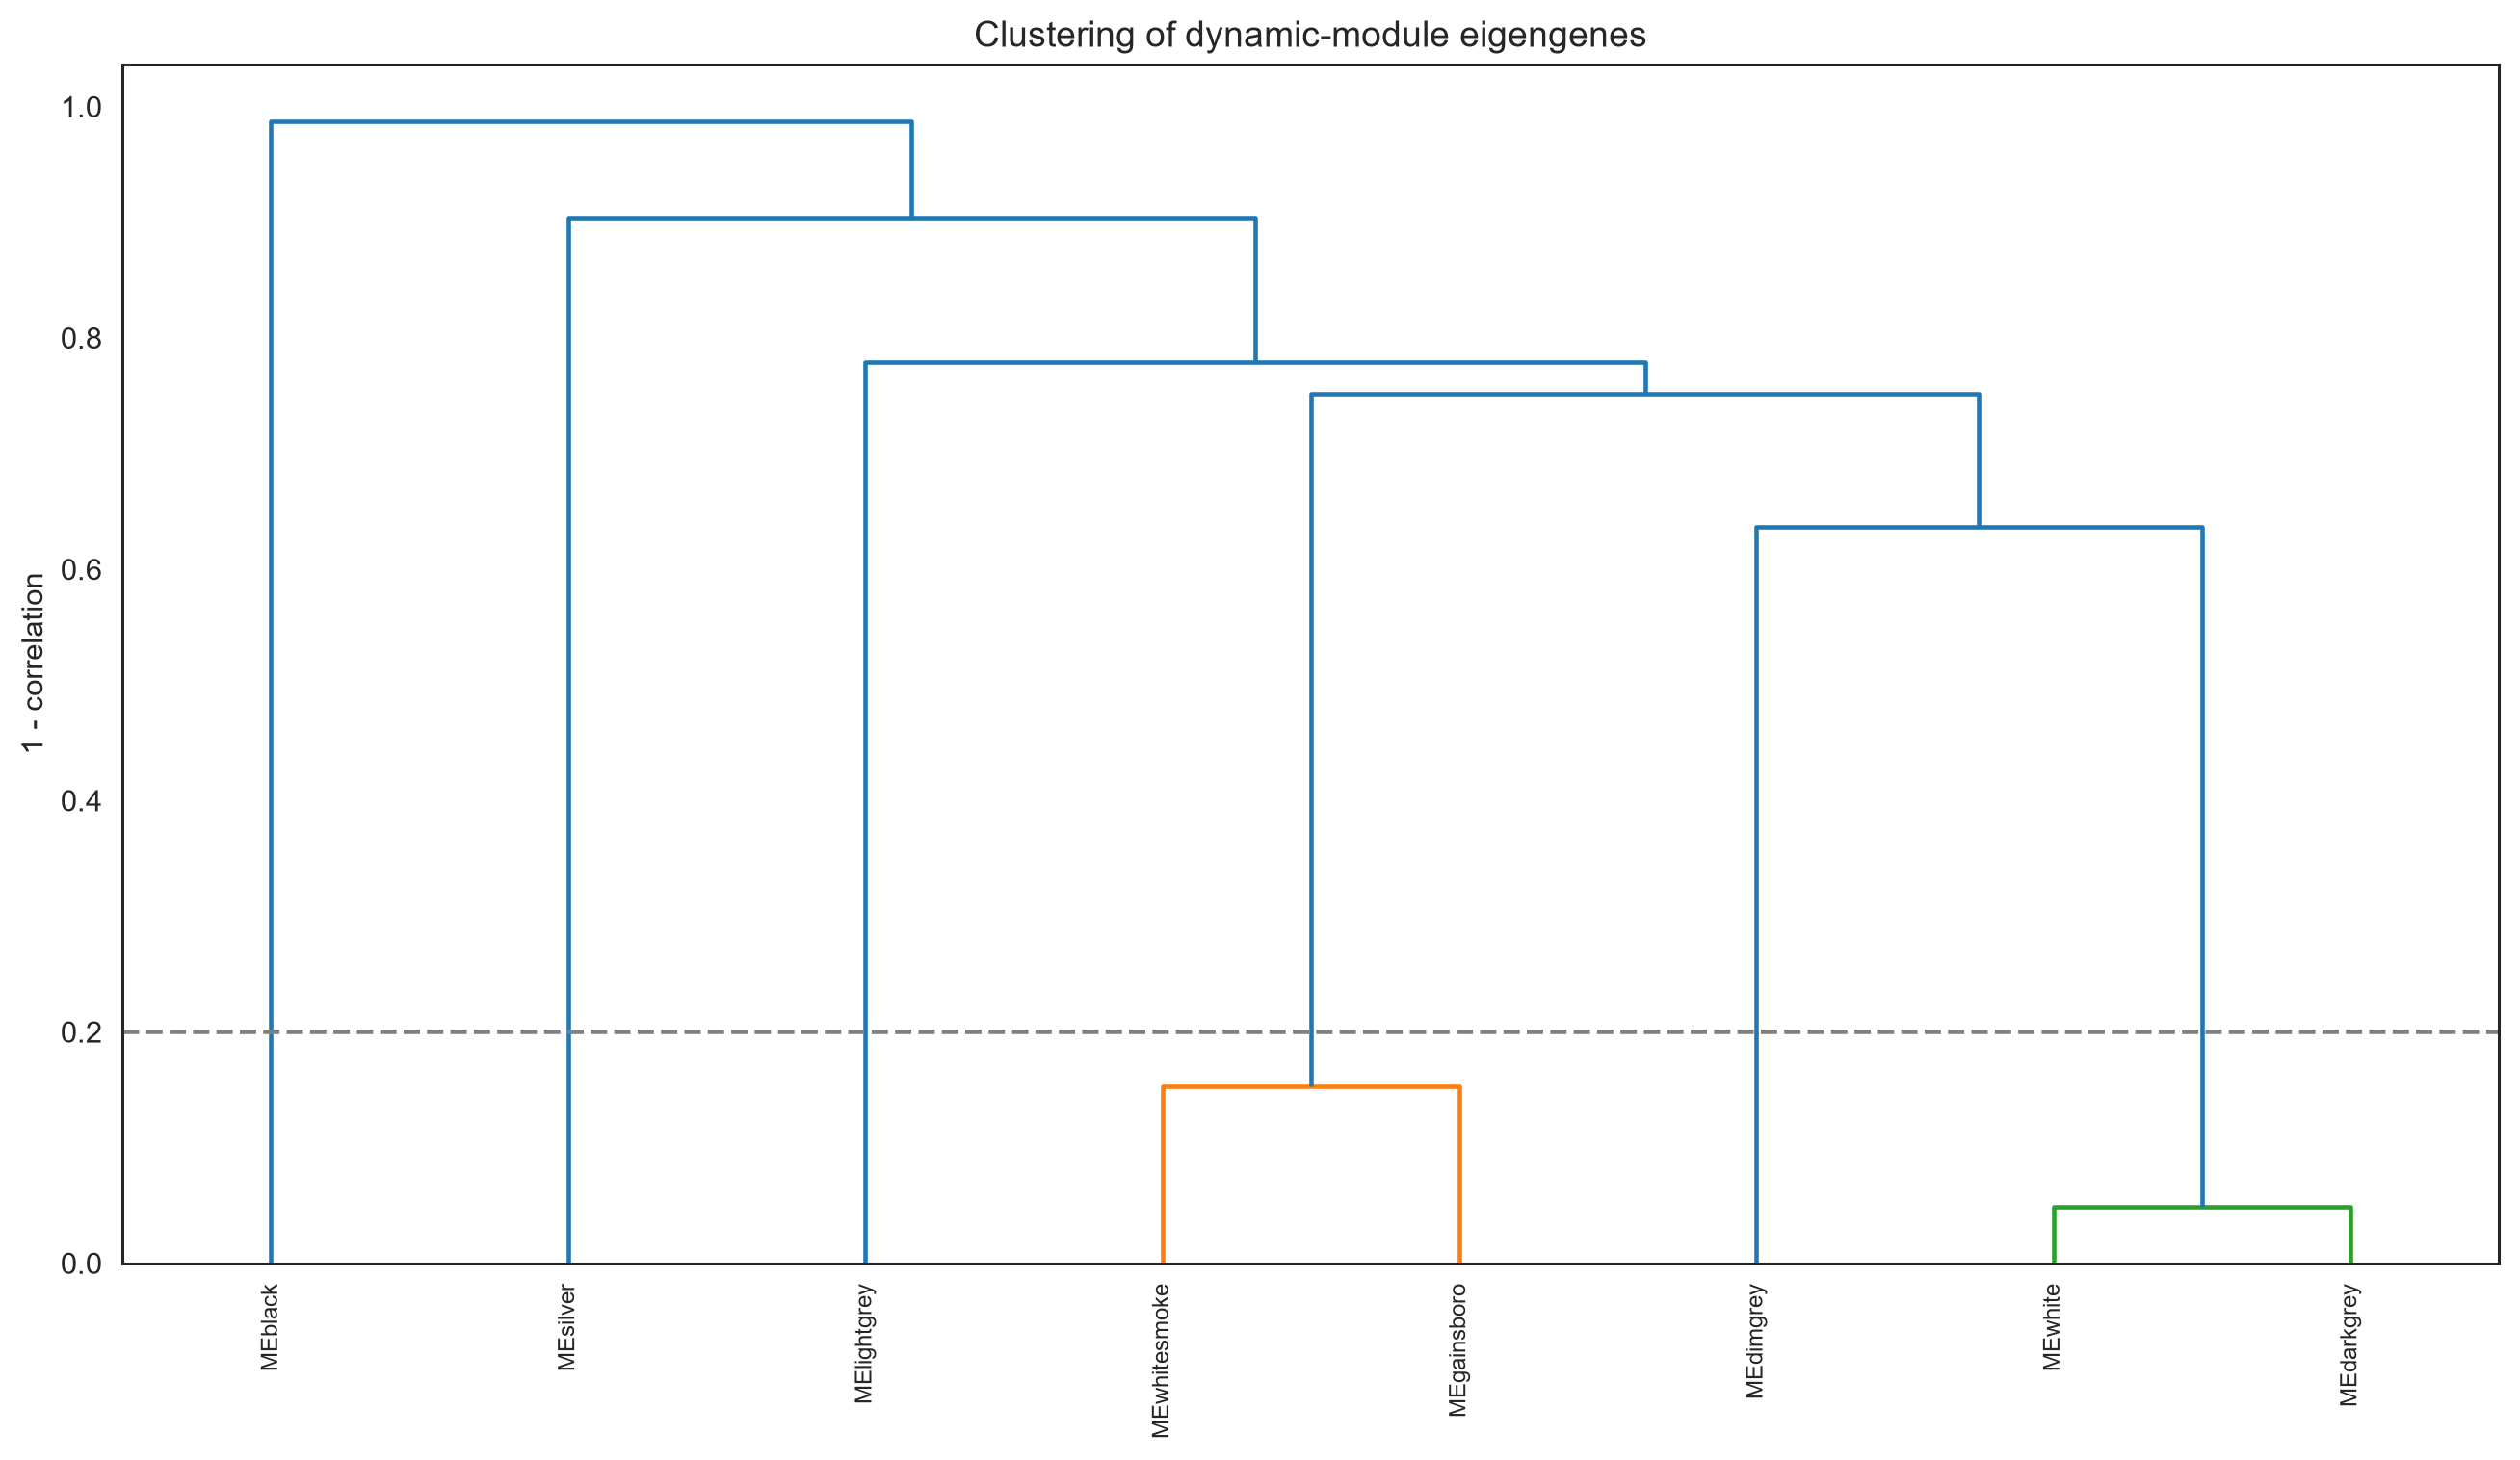 Clustering of dynamic-module eigengenes
1 - correlation
1.0
0.8
0.6
0.4
0.2
0.0
MEblack
MEsilver
MElightgrey
MEwhitesmoke
MEgainsboro
MEdimgrey
MEwhite
MEdarkgrey